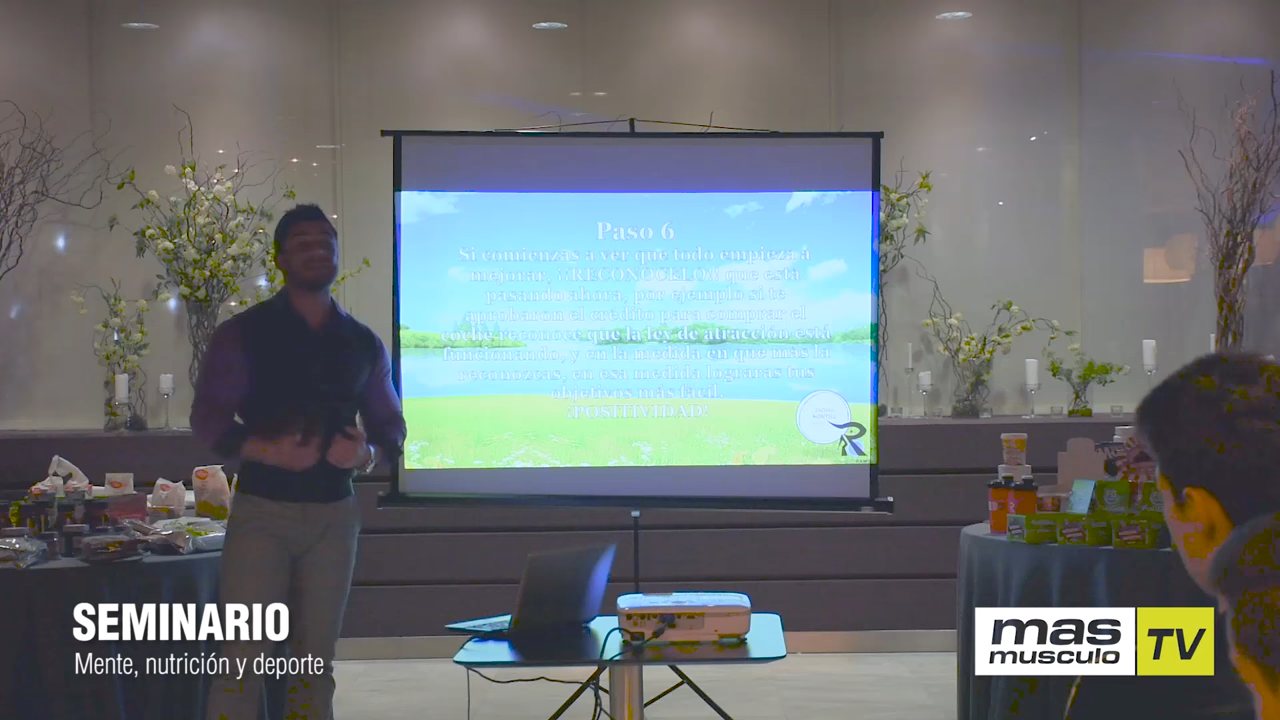 Paso 6
Si comienzas a ver que todo empieza a
mejorar, ¡¡RECONOCELO!! que está
pasando ahora, por ejemplo si te
aprobaron el crédito para comprar el
coche reconoce que la ley de atracción está
funcionando, y en la medida en que más la
reconozcas, en esa medida lograras tus
objetivos más fácil.
¡POSITIVIDAD!
SEMINARIO
Mente, nutrición y deporte
mas
musculo
TV